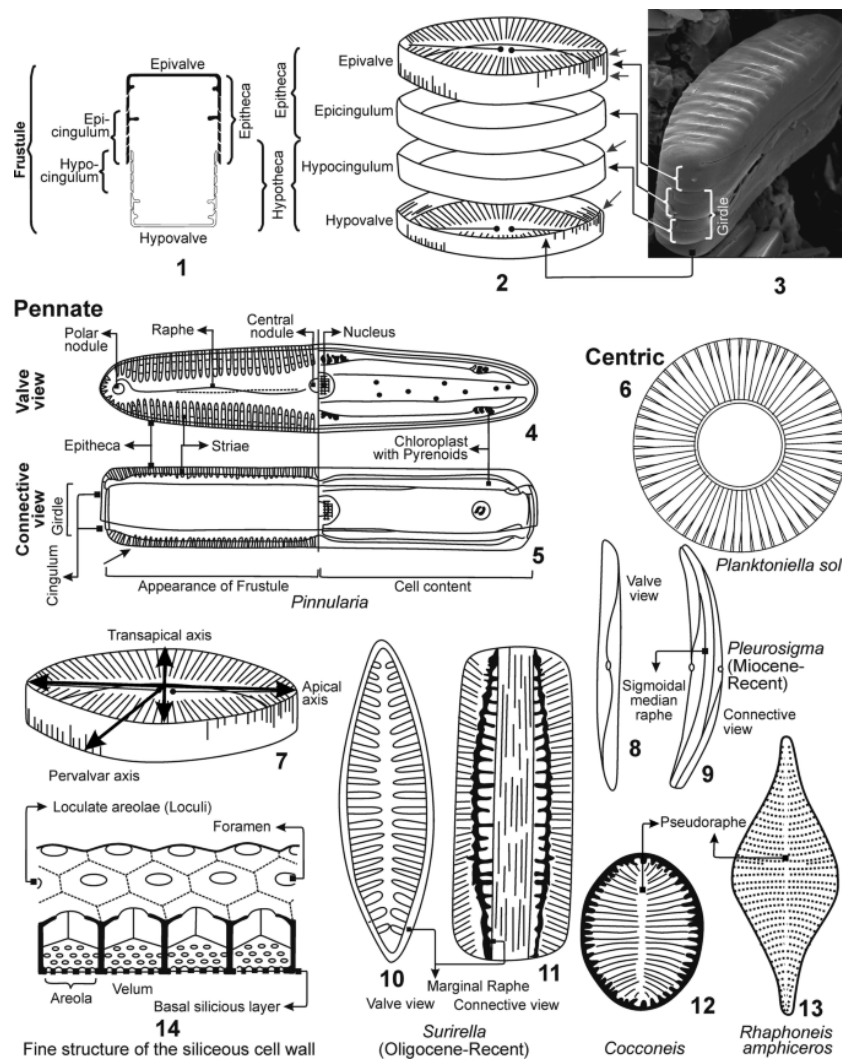 Epivalve
Frustule
Epi-
cingulum
Hypo-
cingulum
Epitheca
Hypotheca
Hypovalve
1
Epitheca
Hypotheca
Epivalve
Epicingulum
Hypocingulum
Hypovalve
2
Girdle
3
Pennate
Polar
nodule
Raphe
Central
nodule
Nucleus
Valve
view
4
Epitheca
Striae
Chloroplast
with Pyrenoids
Connective
view
Girdle
Cingulum
5
Appearance of Frustule
Cell content
Pinnularia
Centric
6
Planktoniella sol
Transapical axis
Apical
axis
Pervalvar axis
7
Valve
view
Pleurosigma
(Miocene-
Recent)
Sigmoidal
median
raphe
Connective
view
8
9
Loculate areolae (Loculi)
Foramen
Areola
Velum
Basal silicious layer
14
Fine structure of the siliceous cell wall
10
11
Marginal Raphe
Valve view
Connective view
Surirella
(Oligocene-Recent)
Pseudoraphe
12
Cocconeis
13
Rhaphoneis
amphiceros